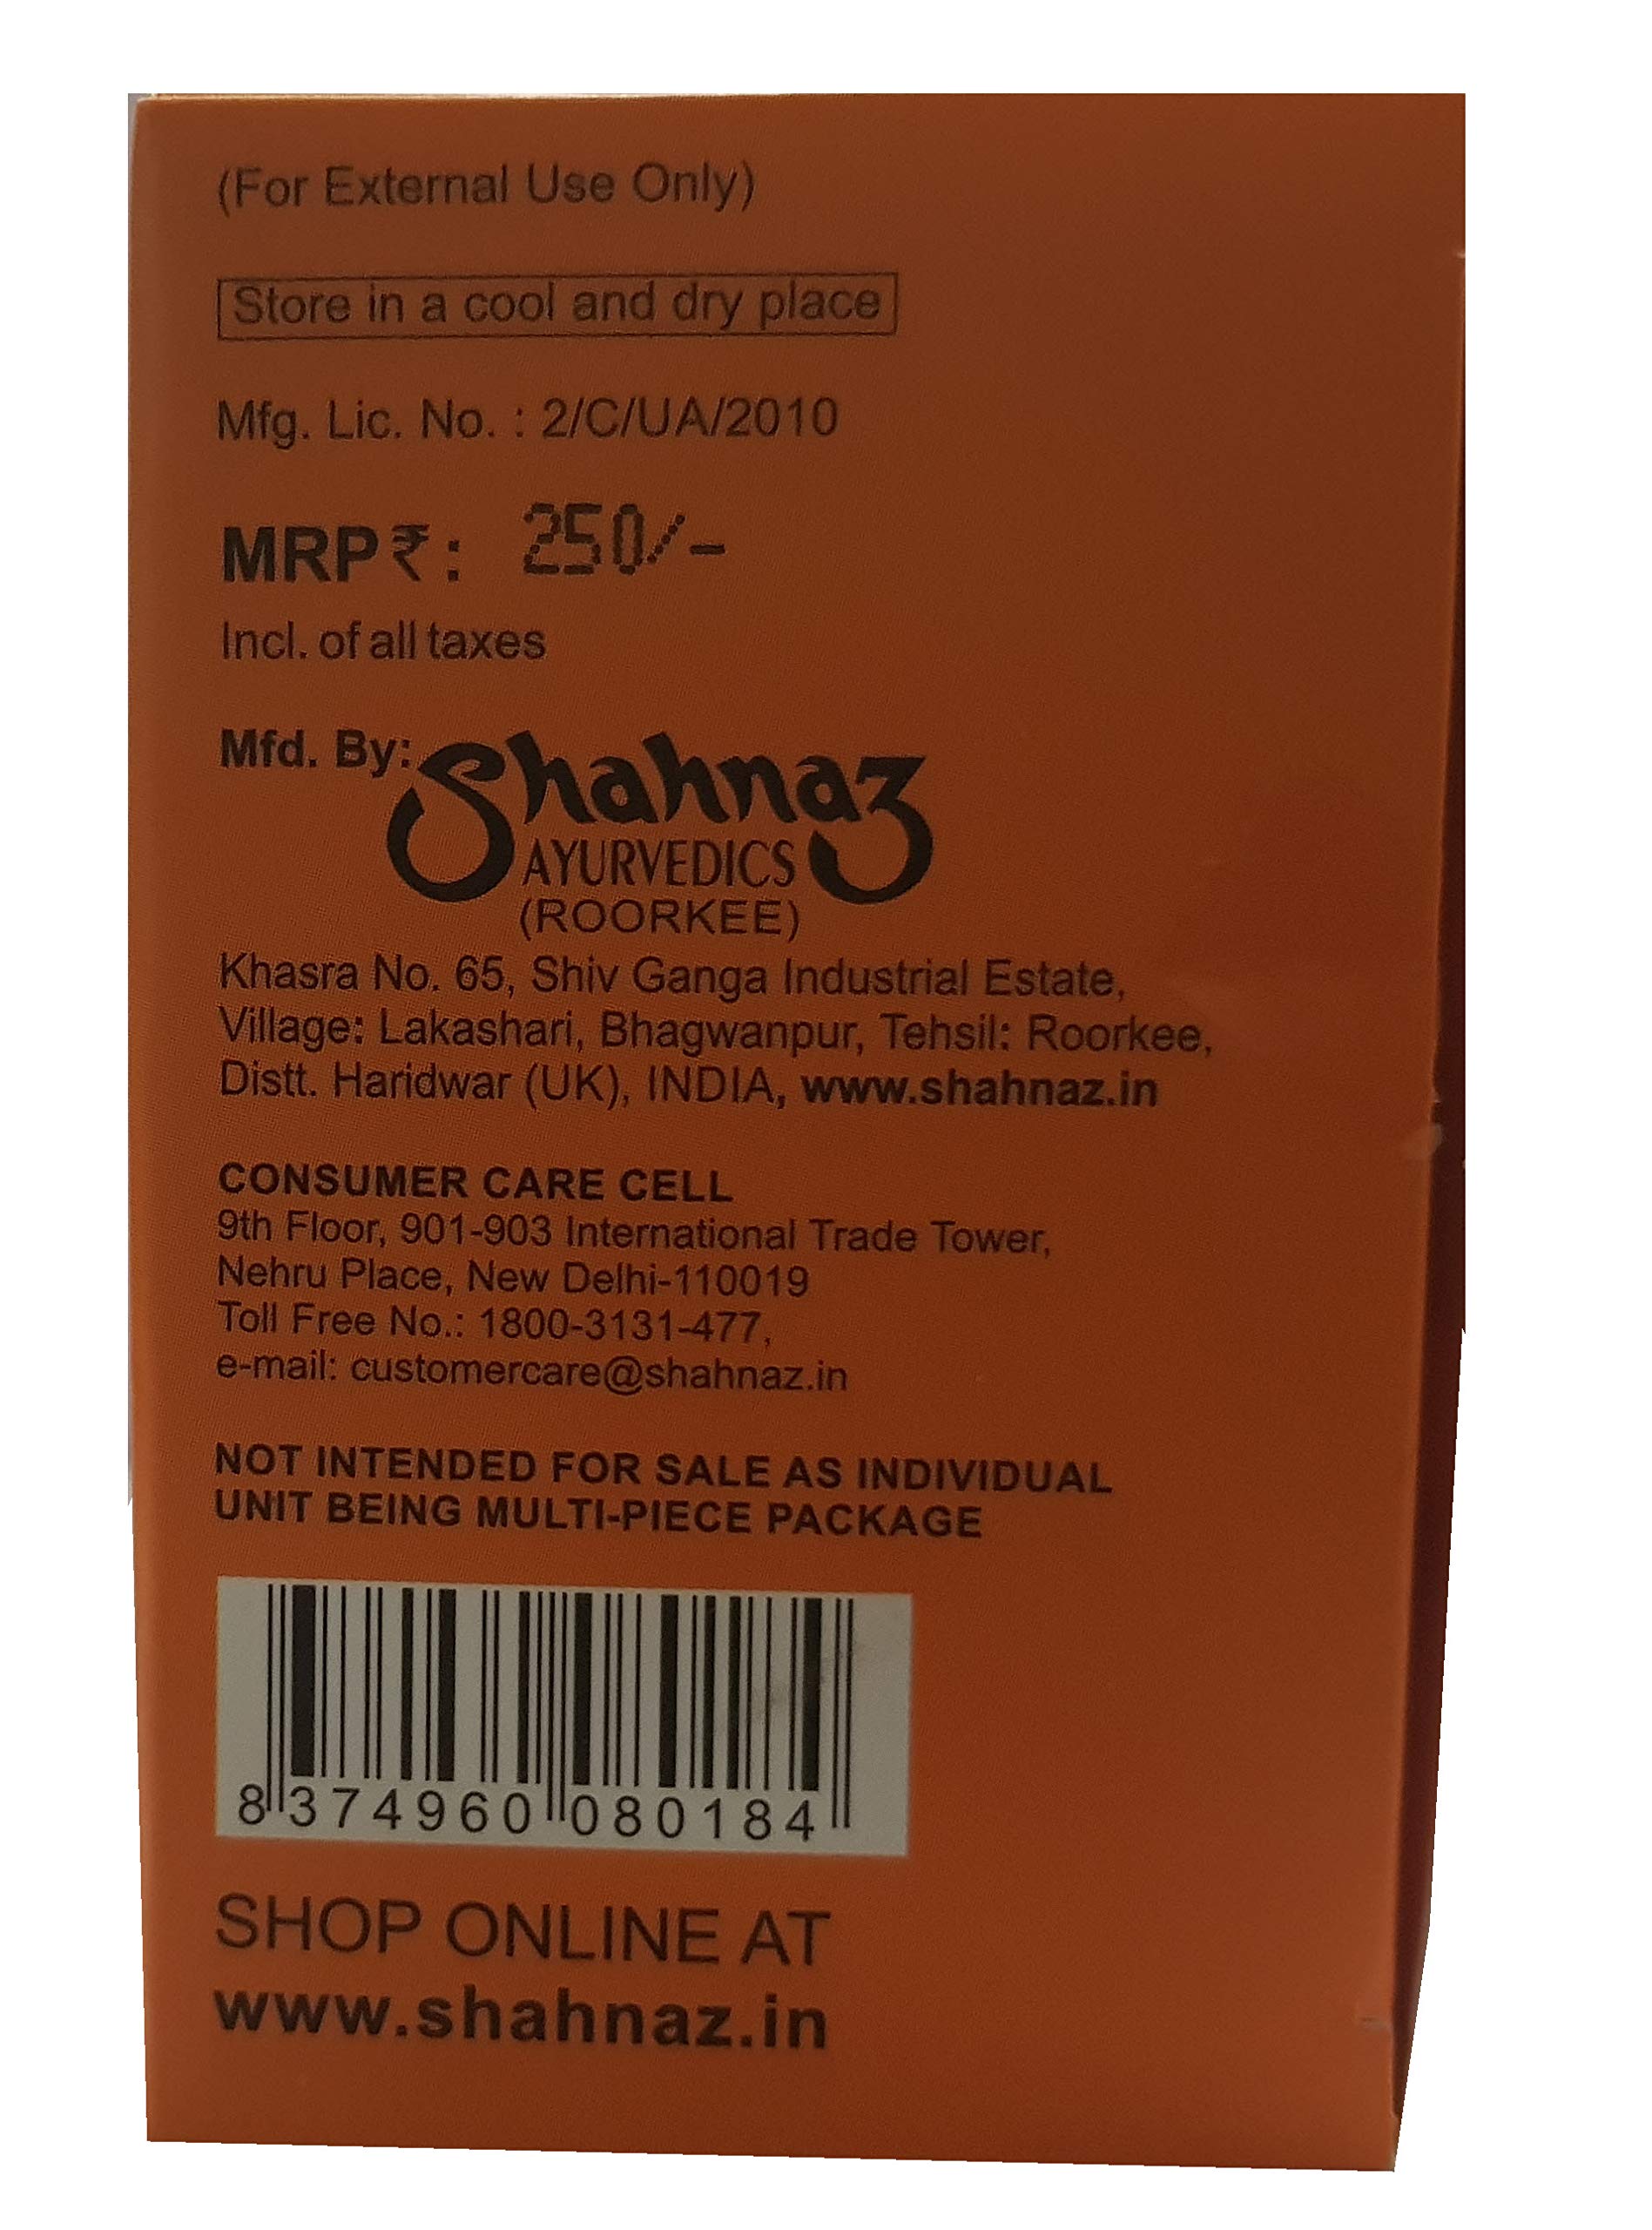 (For External Use Only)
Store in a cool and dry place
Mfg. Lic. No. : 2/C/UA/2010
MRP₹: 250/-
Incl. of all taxes
Mfd. By: Shahnaz
AYURVEDICS
(ROORKEE)
Khasra No. 65, Shiv Ganga Industrial Estate,
Village: Lakashari, Bhagwanpur, Tehsil: Roorkee,
Distt. Haridwar (UK), INDIA, www.shahnaz.in
CONSUMER CARE CELL
9th Floor, 901-903 International Trade Tower,
Nehru Place, New Delhi-110019
Toll Free No.: 1800-3131-477,
e-mail: customercare@shahnaz.in
NOT INTENDED FOR SALE AS INDIVIDUAL
UNIT BEING MULTI-PIECE PACKAGE
8 374960 080184
SHOP ONLINE AT
www.shahnaz.in